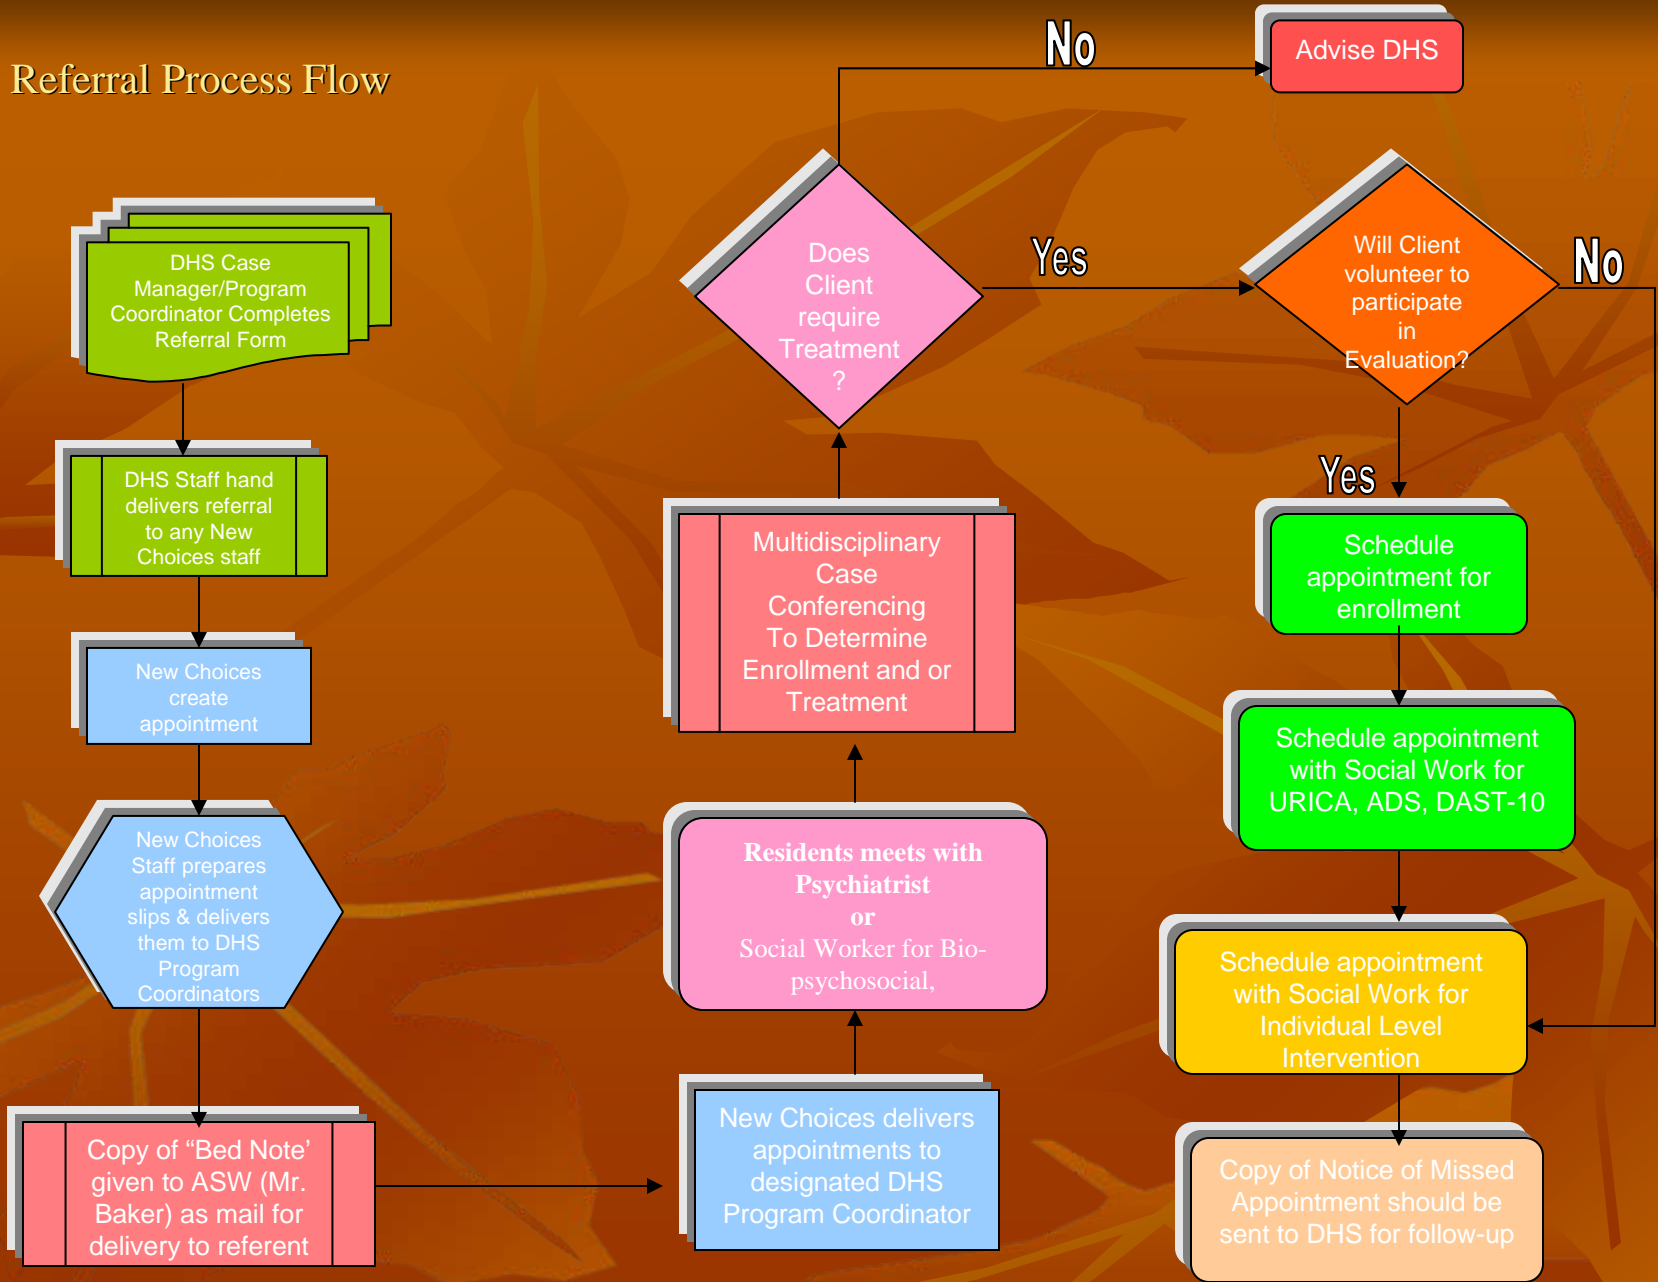 Referral Process Flow
DHS Case
Manager/Program
Coordinator Completes
Referral Form
DHS Staff hand
delivers referral
to any New
Choices staff
New Choices
create
appointment
New Choices
Staff prepares
appointment
slips & delivers
them to DHS
Program
Coordinators
Copy of “Bed Note’
given to ASW (Mr.
Baker) as mail for
delivery to referent
New Choices delivers
appointments to
designated DHS
Program Coordinator
Residents meets with
Psychiatrist
or
Social Worker for Bio-
psychosocial,
Multidisciplinary
Case
Conferencing
To Determine
Enrollment and or
Treatment
Does
Client
require
Treatment
?
No
Advise DHS
Yes
Will Client
volunteer to
participate
in
Evaluation?
No
Yes
Schedule
appointment for
enrollment
Schedule appointment
with Social Work for
URICA, ADS, DAST-10
Schedule appointment
with Social Work for
Individual Level
Intervention
Copy of Notice of Missed
Appointment should be
sent to DHS for follow-up